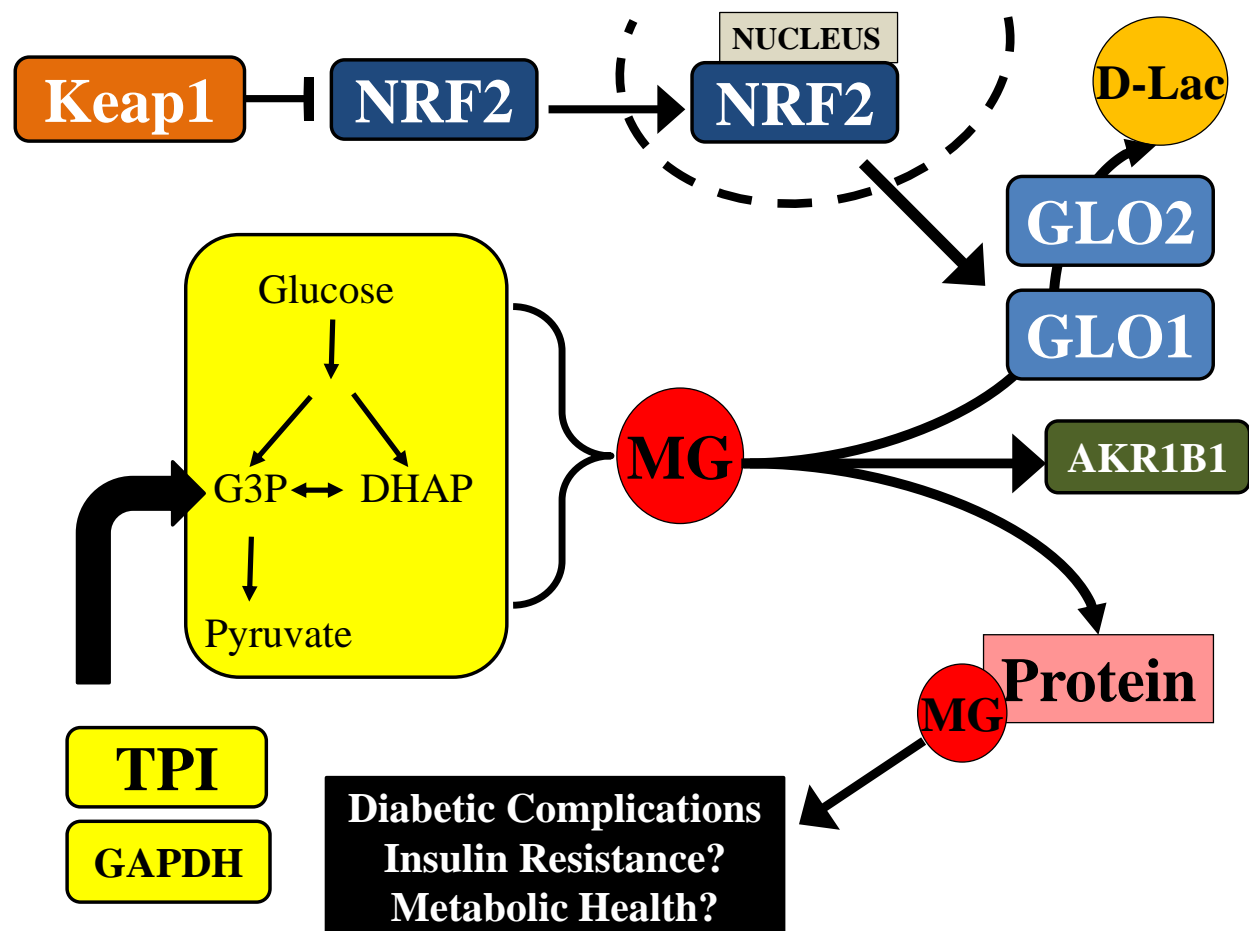 NUCLEUS
Keap1
NRF2
NRF2
D-Lac
GLO2
GLO1
Glucose
G3P
DHAP
Pyruvate
MG
AKR1B1
Protein
MG
TPI
GAPDH
Diabetic Complications
Insulin Resistance?
Metabolic Health?